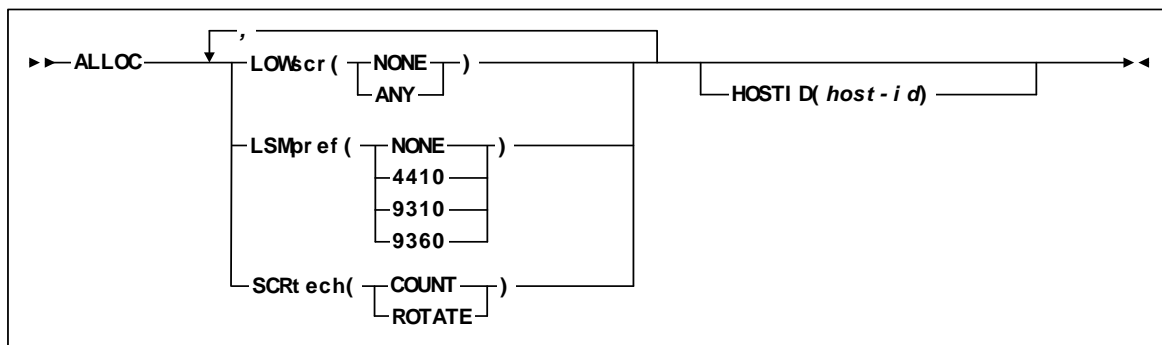 ,
ALLOC LOWscr( NONE ) HOSTID(host-id)
ANY
LSMpref( NONE )
4410
9310
9360
SCRtech( COUNT )
ROTATE